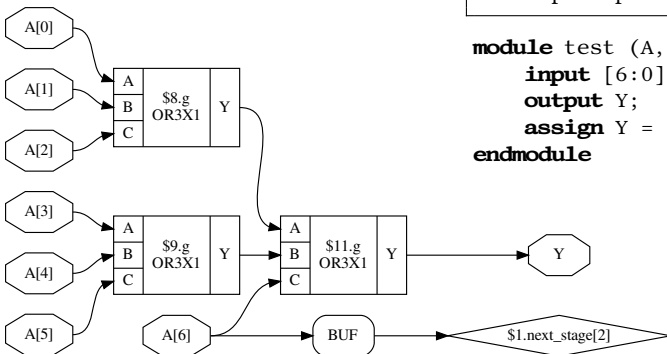 A[0]
A[1]
A[2]
A
B
C
$8.g
OR3X1
Y
module test (A,
input [6:0]
output Y;
assign Y =
endmodule
A[3]
A[4]
A[5]
A
B
C
$9.g
OR3X1
Y
A
B
C
$11.g
OR3X1
Y
Y
A[6]
BUF
$1.next_stage[2]